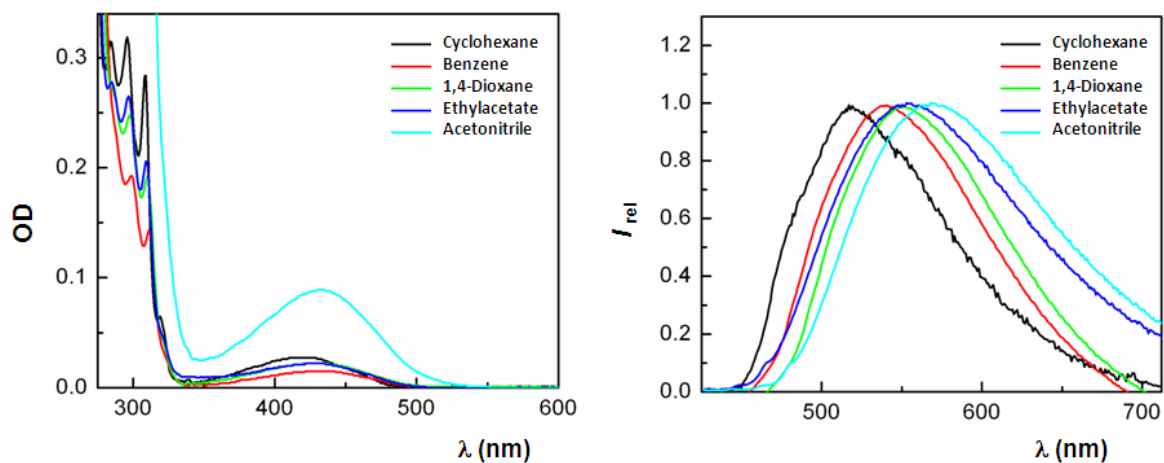 0.3
0.2
0.1
0.0
OD
300
400
500
600
λ (nm)
Cyclohexane
Benzene
1,4-Dioxane
Ethylacetate
Acetonitrile
1.2
1.0
0.8
0.6
0.4
0.2
0.0
I rel
500
600
700
λ (nm)
Cyclohexane
Benzene
1,4-Dioxane
Ethylacetate
Acetonitrile